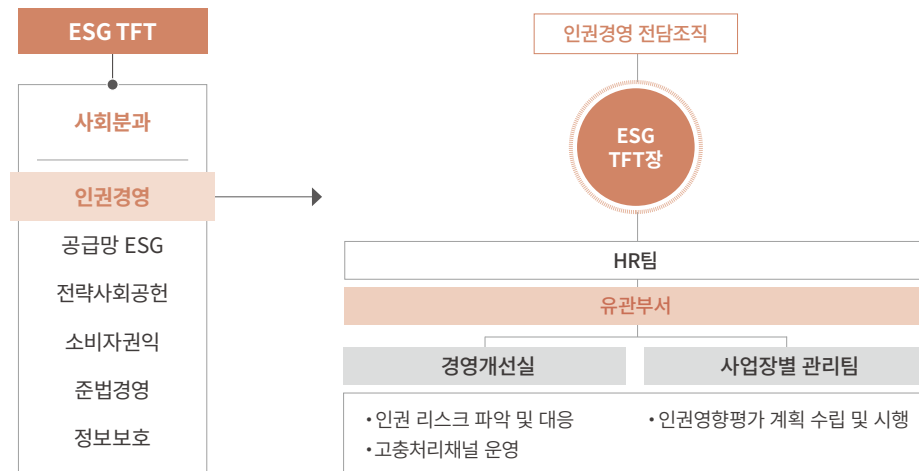 ESG TFT
사회분과
인권경영
공급망 ESG
전략사회공헌
소비자권익
준법경영
정보보호
인권경영 전담조직
ESG
TFT장
HR팀
유관부서
경영개선실
사업장별 관리팀
•인권 리스크 파악 및 대응
•고충처리채널 운영
•인권영향평가 계획 수립 및 시행